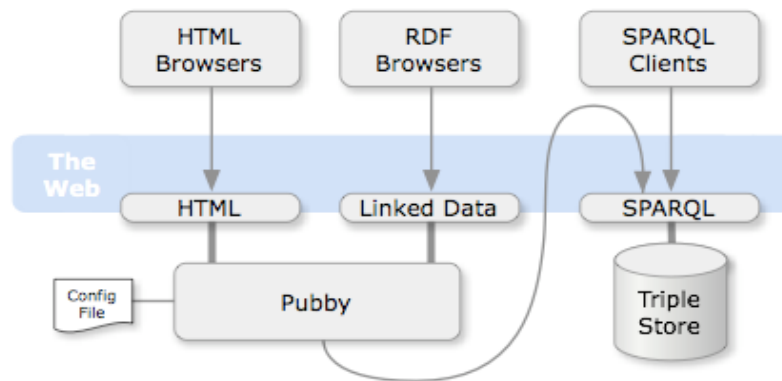 HTML
Browsers
RDF
Browsers
SPARQL
Clients
The
Web
HTML
Linked Data
SPARQL
Config
File
Pubby
Triple
Store